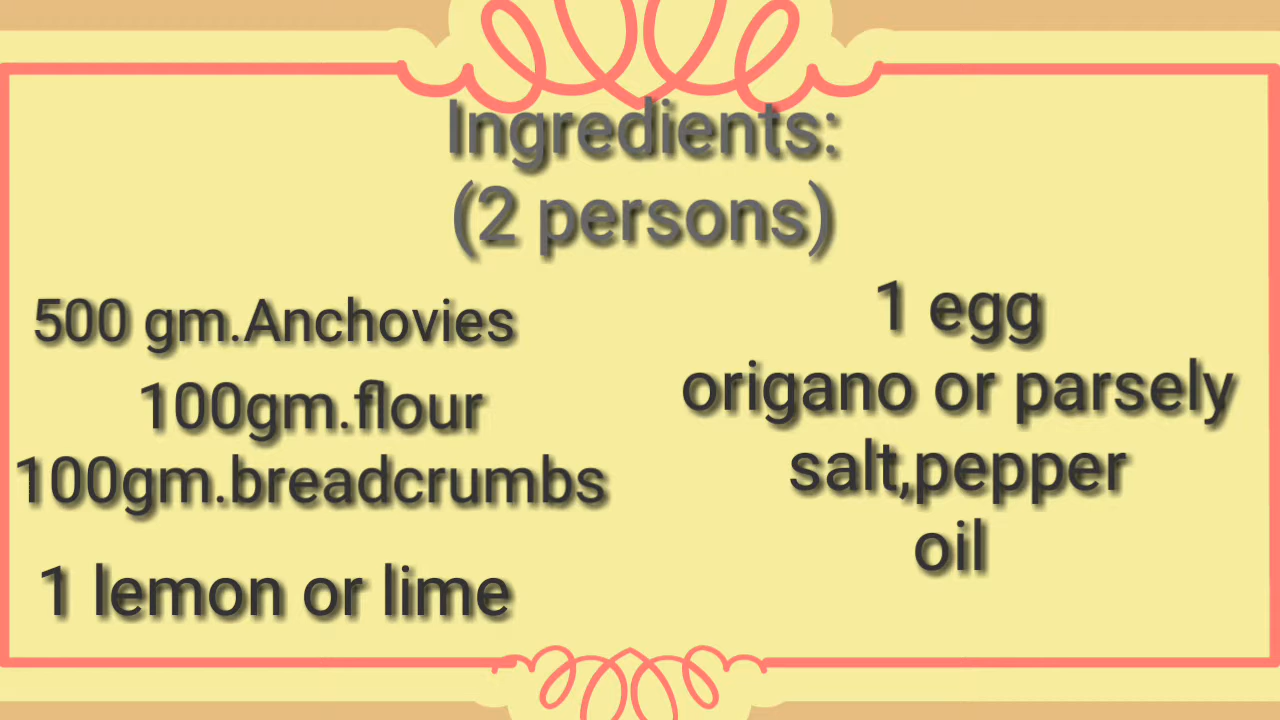 Ingredients:
(2 persons)
500 gm.Anchovies
100gm.flour
100gm.breadcrumbs
1 lemon or lime
1 egg
origano or parsely
salt,pepper
oil